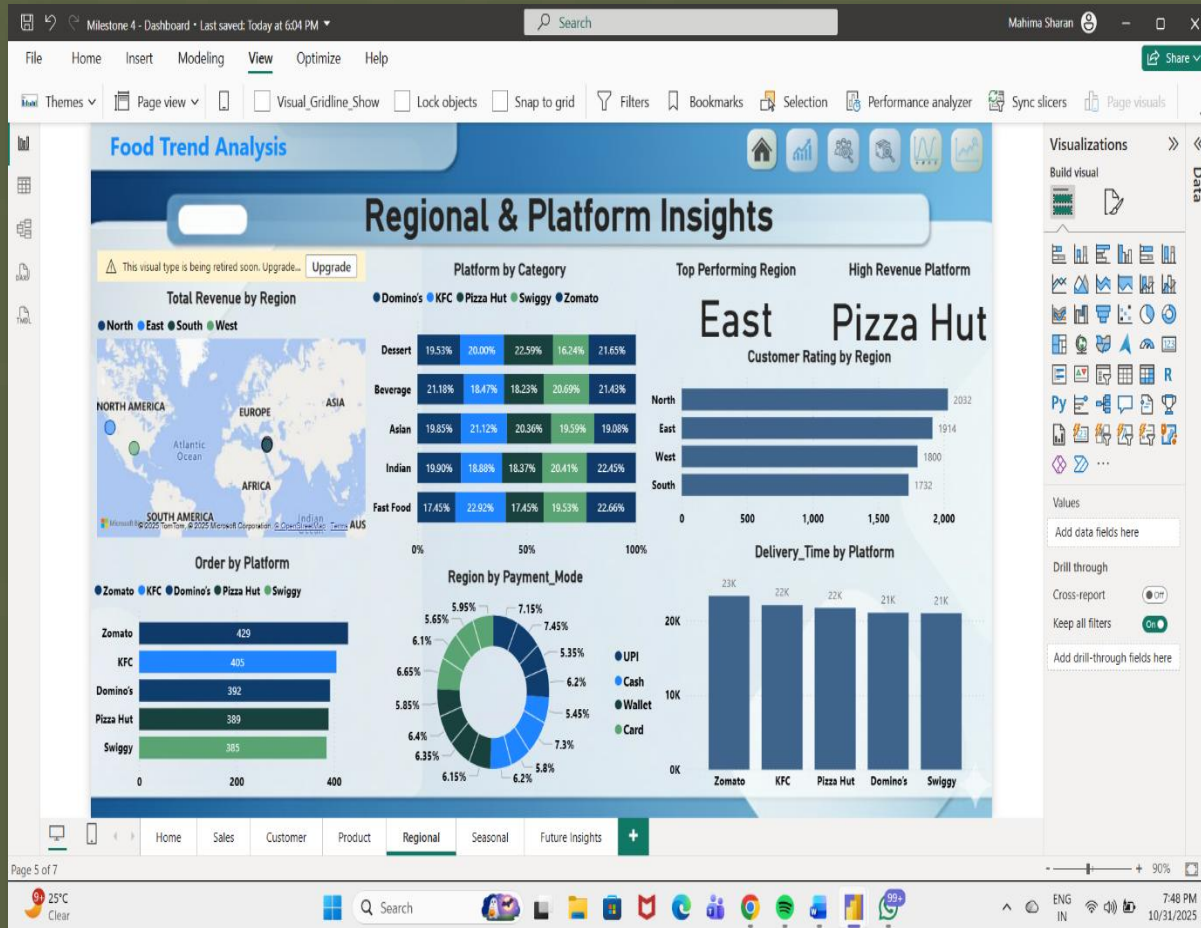 Milestone 4 - Dashboard • Last saved: Today at 6:04 PM
Search
Mahima Sharan
File Home Insert Modeling View Optimize Help
Share
Themes Page view Visual_Gridline_Show Lock objects Snap to grid Filters Bookmarks Selection Performance analyzer Sync slicers Page visuals
Food Trend Analysis
Regional & Platform Insights
This visual type is being retired soon. Upgrade... Upgrade
Total Revenue by Region
North East South West
NORTH AMERICA
EUROPE
ASIA
Atlantic
Ocean
AFRICA
SOUTH AMERICA
Indian
Ocean
AUS
© 2025 TomTom, © 2025 Microsoft Corporation, © OpenStreetMap Terms
Platform by Category
Domino's KFC Pizza Hut Swiggy Zomato
Dessert 19.53% 20.00% 22.59% 16.24% 21.65%
Beverage 21.18% 18.47% 18.23% 20.69% 21.43%
Asian 19.85% 21.12% 20.36% 19.59% 19.08%
Indian 19.90% 18.88% 18.37% 20.41% 22.45%
Fast Food 17.45% 22.92% 17.45% 19.53% 22.66%
0% 50% 100%
Top Performing Region
East
High Revenue Platform
Pizza Hut
Customer Rating by Region
North 2032
East 1914
West 1800
South 1732
0 500 1,000 1,500 2,000
Order by Platform
Zomato KFC Domino's Pizza Hut Swiggy
Zomato 429
KFC 405
Domino's 392
Pizza Hut 389
Swiggy 385
0 200 400
Region by Payment_Mode
7.15%
7.45%
5.35%
6.2%
5.45%
7.3%
5.8%
6.2%
6.15%
6.35%
6.4%
5.85%
6.65%
6.1%
5.65%
5.95%
UPI
Cash
Wallet
Card
Delivery_Time by Platform
23K 22K 22K 21K 21K
20K
10K
0K
Zomato KFC Pizza Hut Domino's Swiggy
Visualizations
Data
Build visual
123
R
Py
Values
Add data fields here
Drill through
Cross-report Off
Keep all filters On
Add drill-through fields here
Home Sales Customer Product Regional Seasonal Future Insights
Page 5 of 7
90%
9+
25°C
Clear
Search
99+
ENG
IN
7:48 PM
10/31/2025